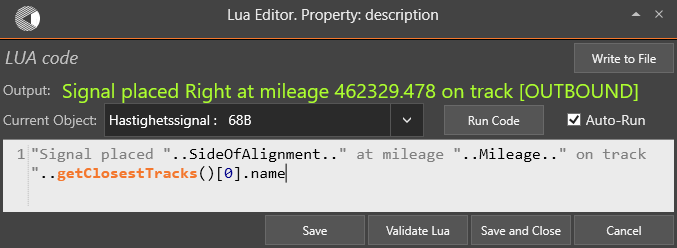 Lua Editor. Property: description
LUA code
Write to File
Output: Signal placed Right at mileage 462329.478 on track [OUTBOUND]
Current Object: Hastighetssignal : 68B
Run Code
Auto-Run
1 "Signal placed "..SideOfAlignment.." at mileage "..Mileage.." on track
"..getClosestTracks()[0].name
Save
Validate Lua
Save and Close
Cancel